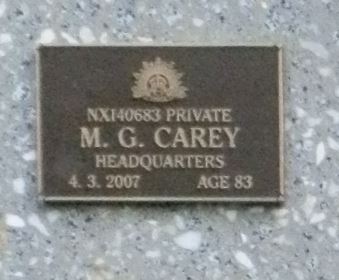 NX140683 PRIVATE
M. G. CAREY
HEADQUARTERS
4. 3. 2007 AGE 83